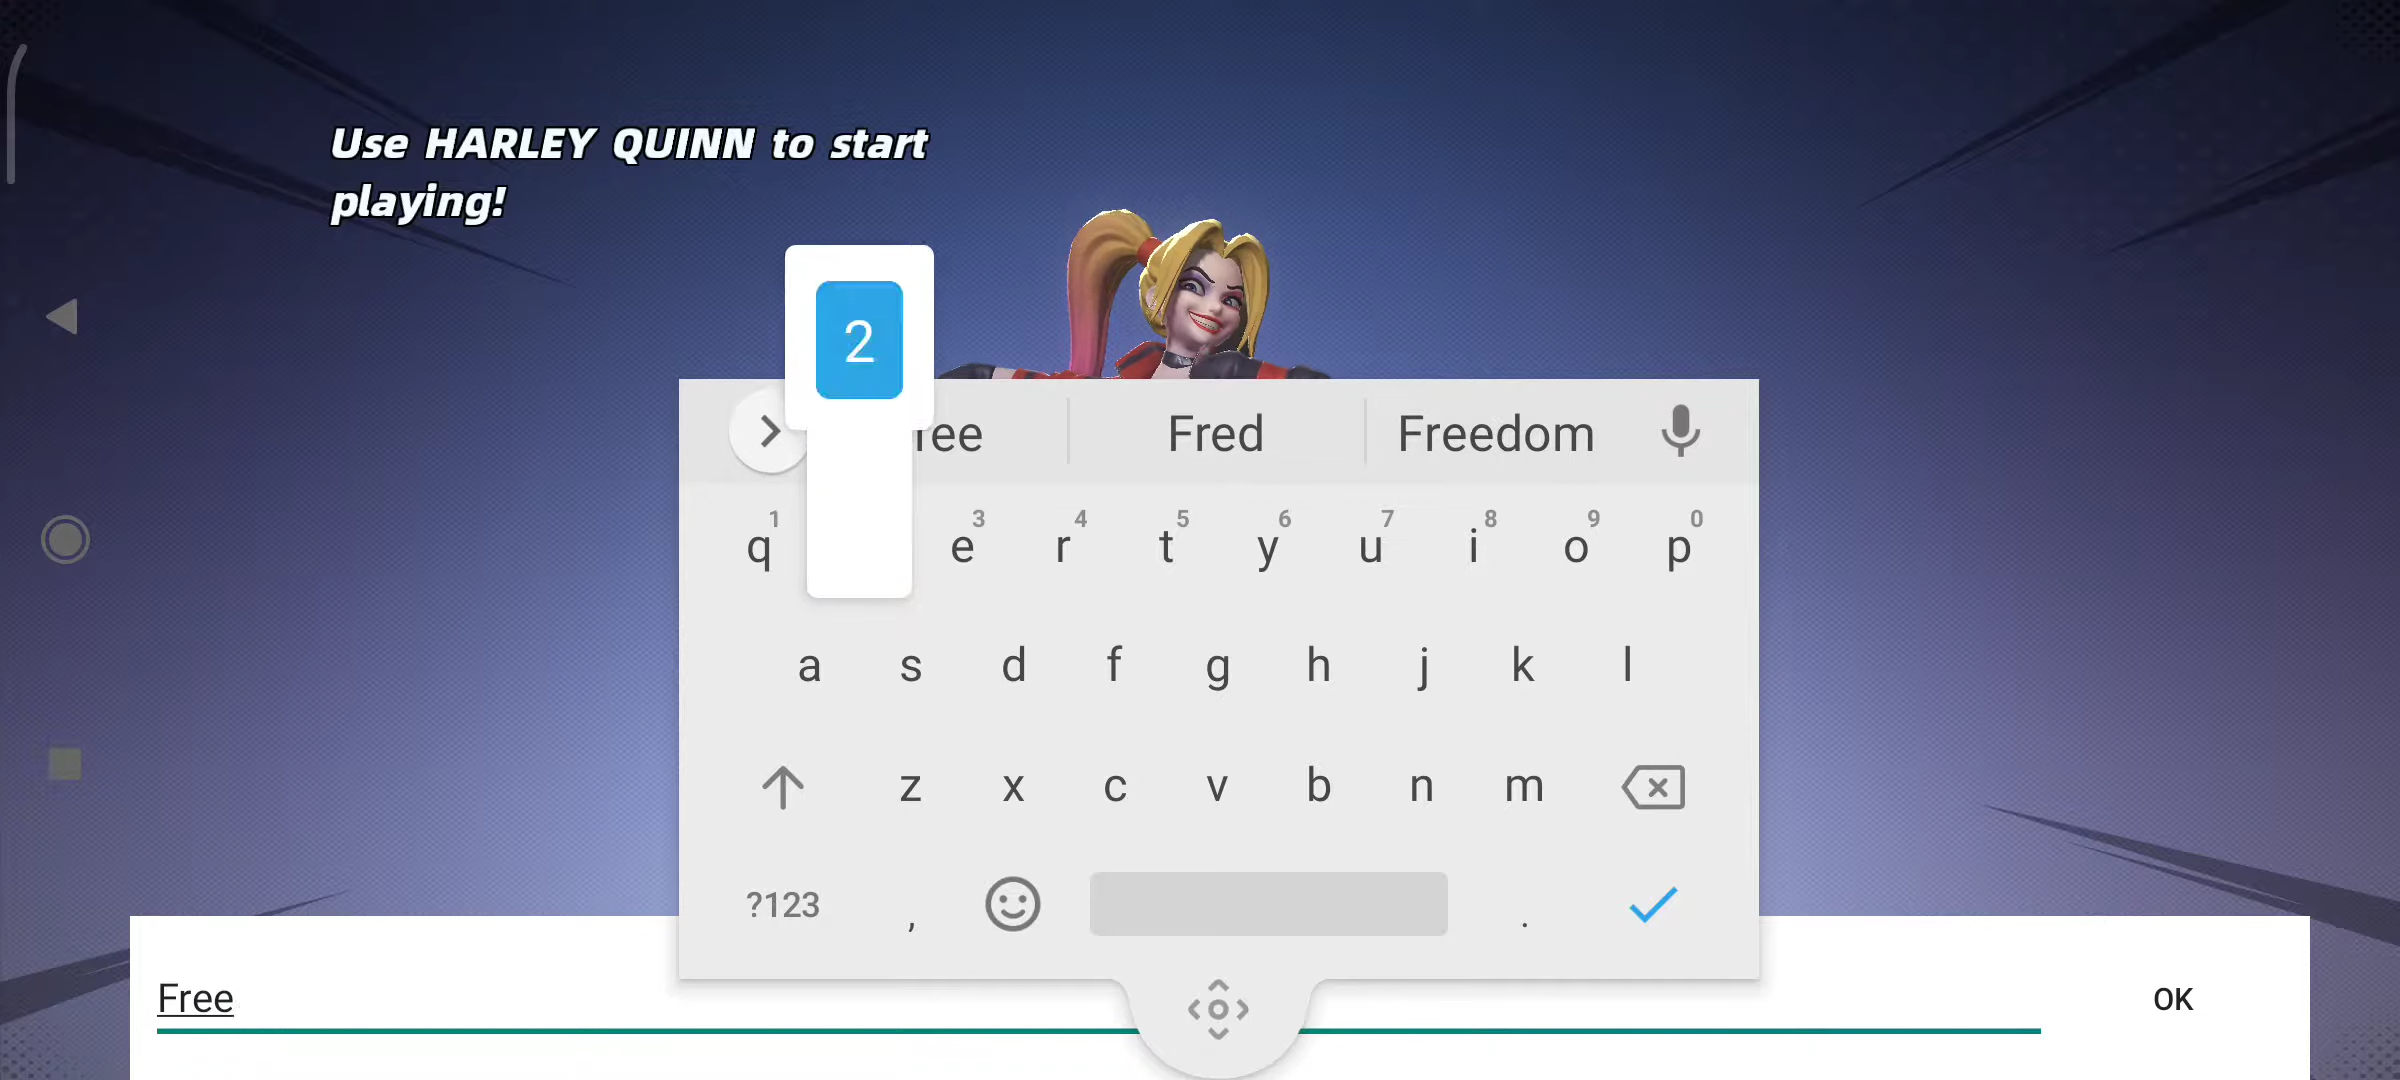 Use HARLEY QUINN to start
playing!
2
ree Fred Freedom
1 3 4 5 6 7 8 9 0
q e r t y u i o p
a s d f g h j k l
z x c v b n m
?123 , .
Free OK